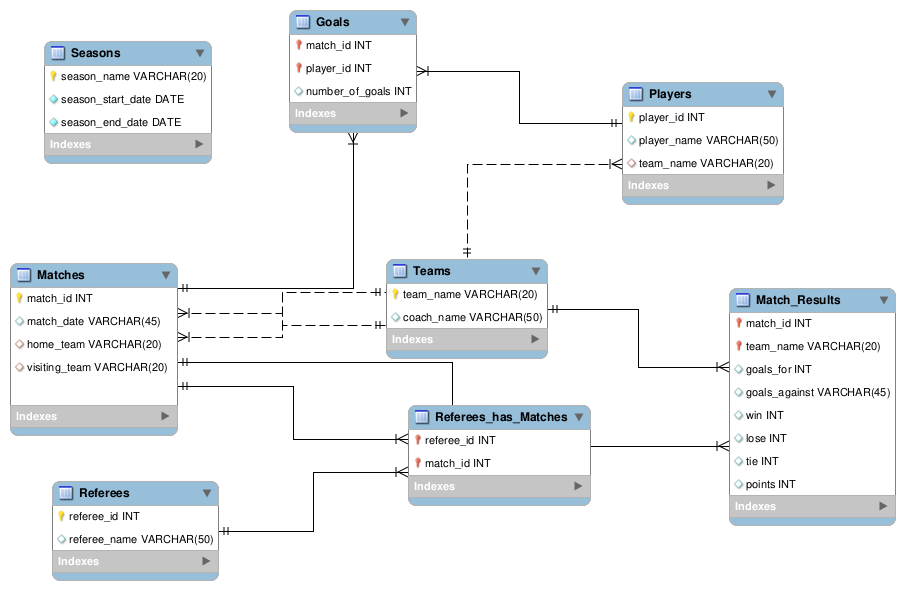 Goals
match_id INT
player_id INT
number_of_goals INT
Indexes
Seasons
season_name VARCHAR(20)
season_start_date DATE
season_end_date DATE
Indexes
Players
player_id INT
player_name VARCHAR(50)
team_name VARCHAR(20)
Indexes
Matches
match_id INT
match_date VARCHAR(45)
home_team VARCHAR(20)
visiting_team VARCHAR(20)
Indexes
Teams
team_name VARCHAR(20)
coach_name VARCHAR(50)
Indexes
Match_Results
match_id INT
team_name VARCHAR(20)
goals_for INT
goals_against VARCHAR(45)
win INT
lose INT
tie INT
points INT
Indexes
Referees_has_Matches
referee_id INT
match_id INT
Indexes
Referees
referee_id INT
referee_name VARCHAR(50)
Indexes